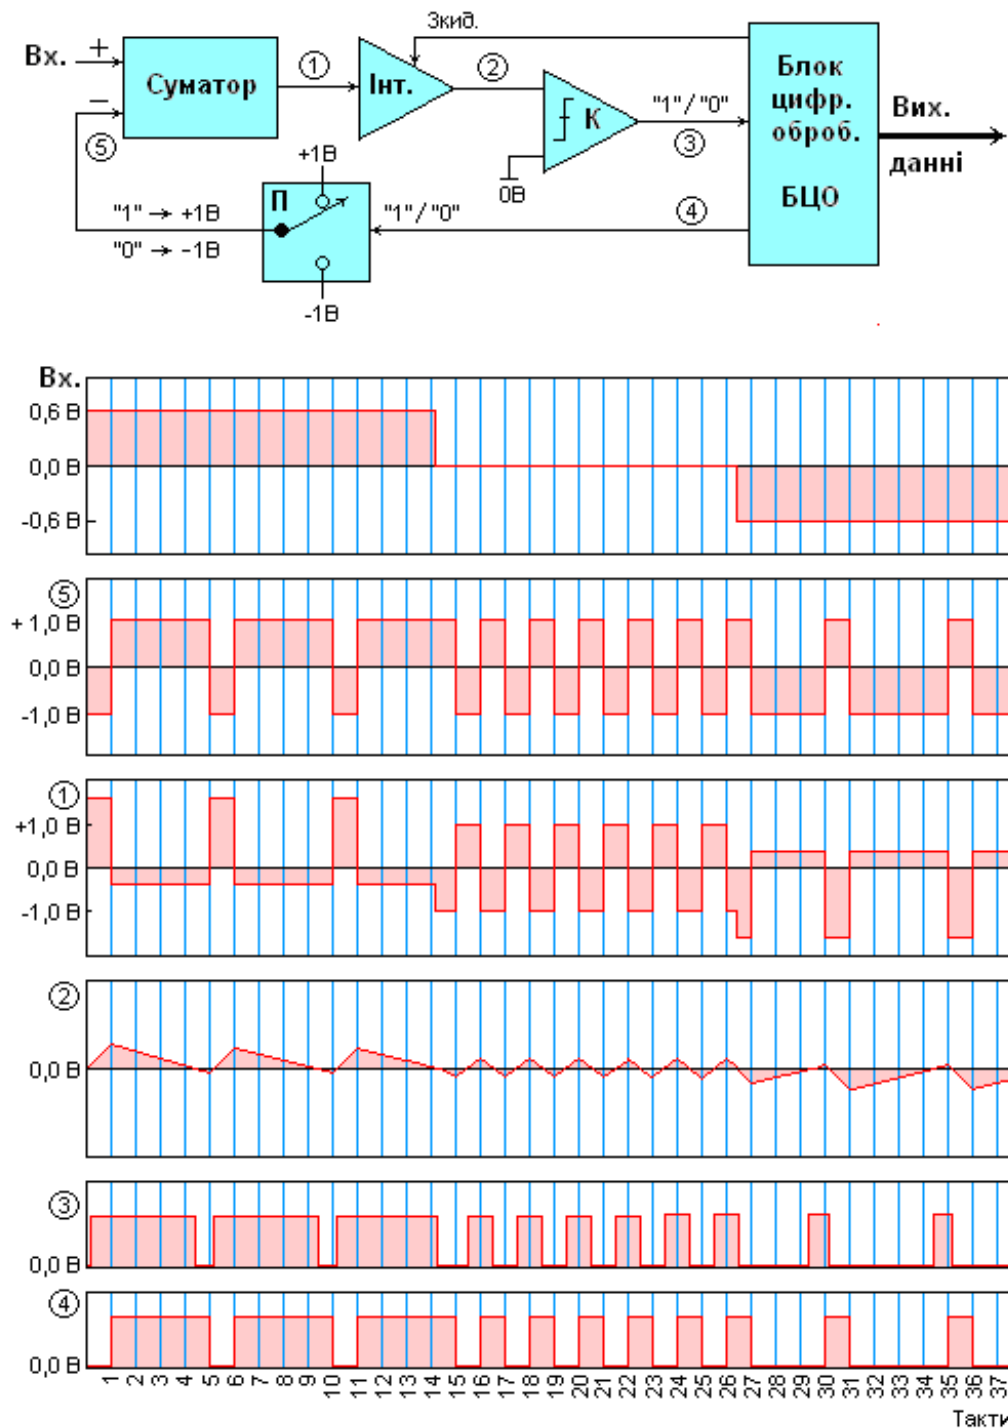 Зкид.
Вх.
+
−
Суматор
①
Інт.
②
К
"1"/"0"
③
Блок
цифр.
оброб.
БЦО
Вих.
данні
⑤
+1В
0В
П
"1" → +1В
"0" → -1В
"1"/"0"
④
-1В
Вх.
0,6 В
0,0 В
-0,6 В
⑤
+ 1,0 В
0,0 В
-1,0 В
①
+1,0 В
0,0 В
-1,0 В
②
0,0 В
③
0,0 В
④
0,0 В
1 2 3 4 5 6 7 8 9 10 11 12 13 14 15 16 17 18 19 20 21 22 23 24 25 26 27 28 29 30 31 32 33 34 35 36 37
Такти